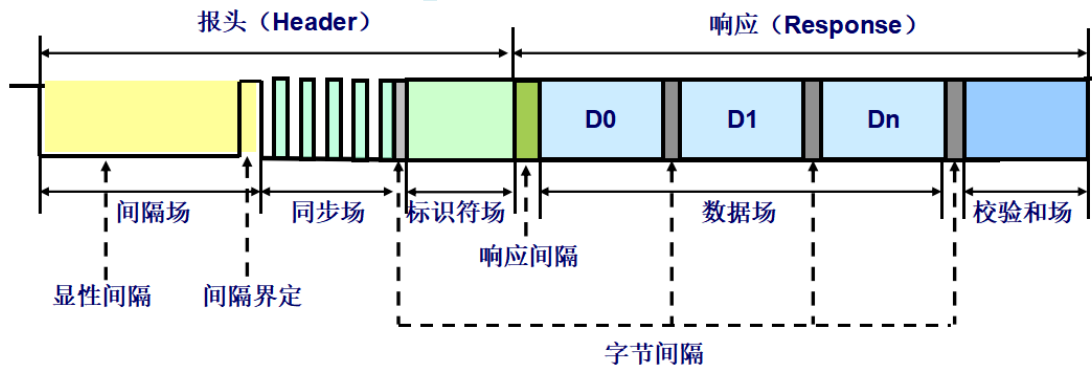 报头（Header）
响应（Response）
D0
D1
Dn
间隔场
同步场
标识符场
数据场
校验和场
响应间隔
显性间隔
间隔界定
字节间隔